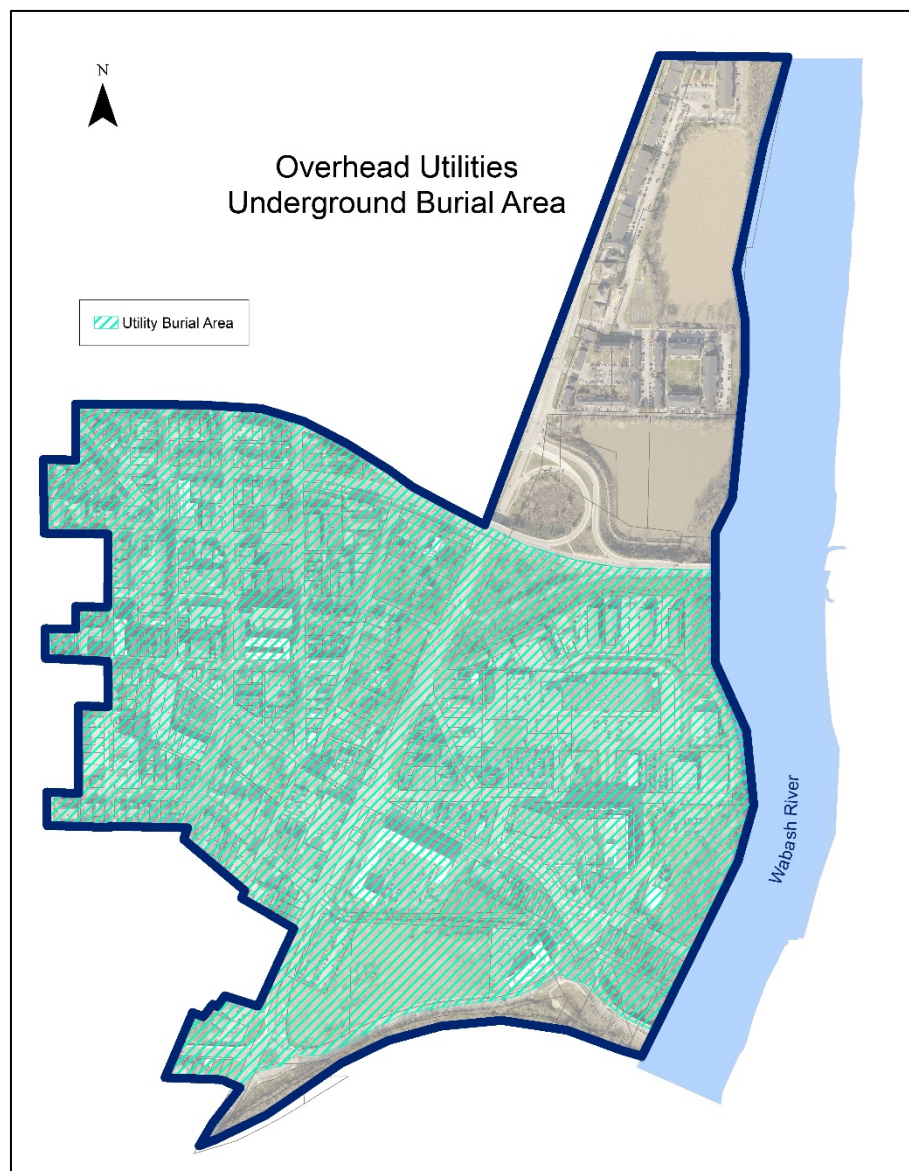 N
Overhead Utilities
Underground Burial Area
Utility Burial Area
Wabash River